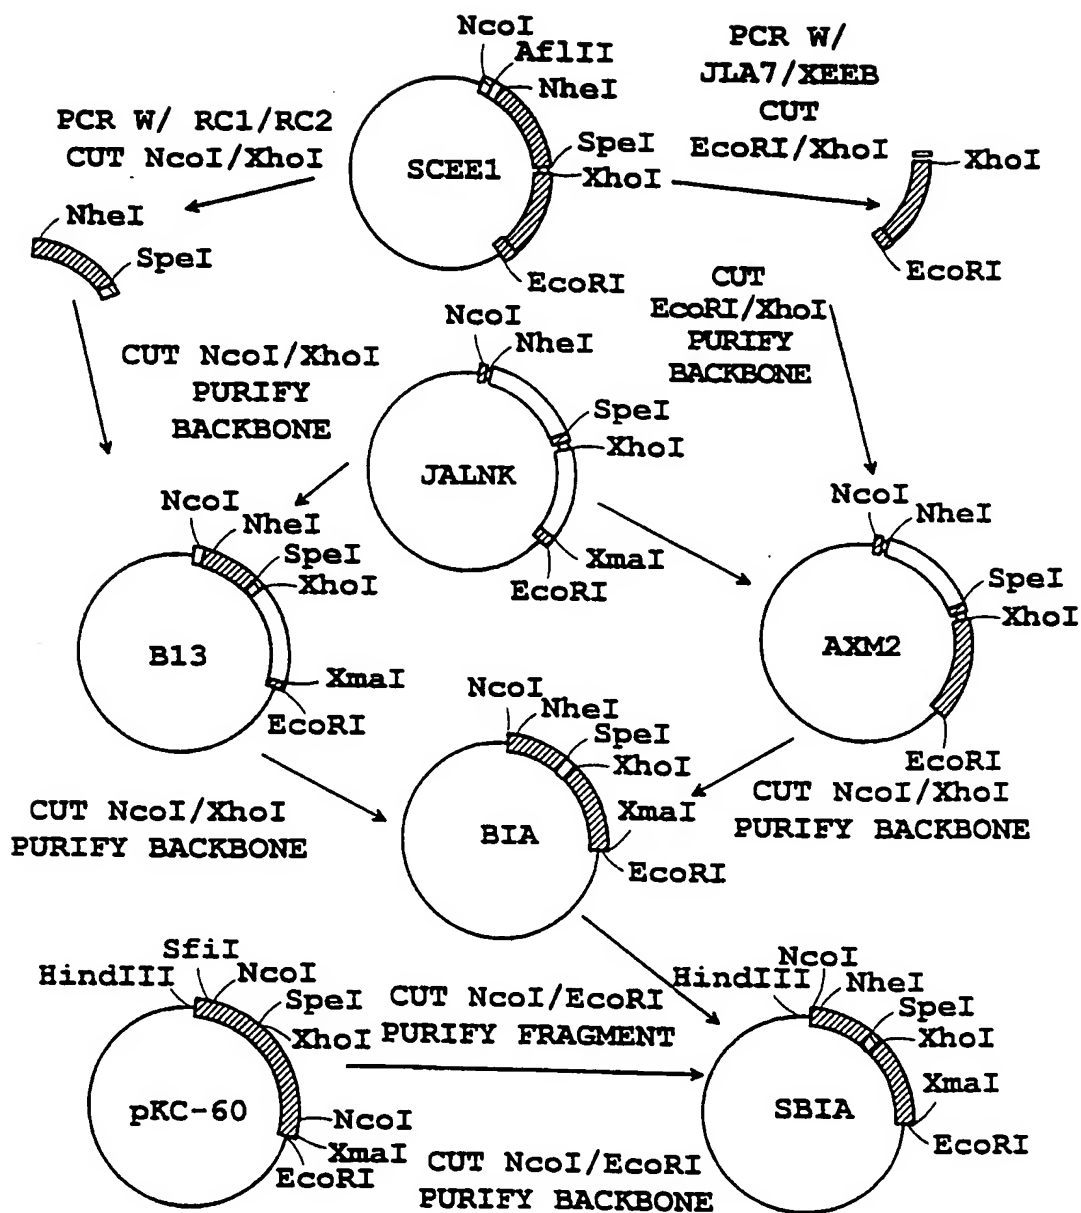 NcoI
AflII
NheI
SpeI
XhoI
EcoRI
SCEE1
PCR W/ RC1/RC2
CUT NcoI/XhoI
PCR W/
JLA7/XEEB
CUT
EcoRI/XhoI
XhoI
EcoRI
NheI
SpeI
CUT
EcoRI/XhoI
PURIFY
BACKBONE
CUT NcoI/XhoI
PURIFY
BACKBONE
NcoI
NheI
SpeI
XhoI
XmaI
EcoRI
JALNK
NcoI
NheI
SpeI
XhoI
XmaI
EcoRI
B13
NcoI
NheI
SpeI
XhoI
EcoRI
AXM2
CUT NcoI/XhoI
PURIFY BACKBONE
CUT NcoI/XhoI
PURIFY BACKBONE
NcoI
NheI
SpeI
XhoI
XmaI
EcoRI
BIA
HindIII
SfiI
NcoI
SpeI
XhoI
NcoI
XmaI
EcoRI
pKC-60
CUT NcoI/EcoRI
PURIFY FRAGMENT
CUT NcoI/EcoRI
PURIFY BACKBONE
HindIII
NcoI
NheI
SpeI
XhoI
XmaI
EcoRI
SBIA